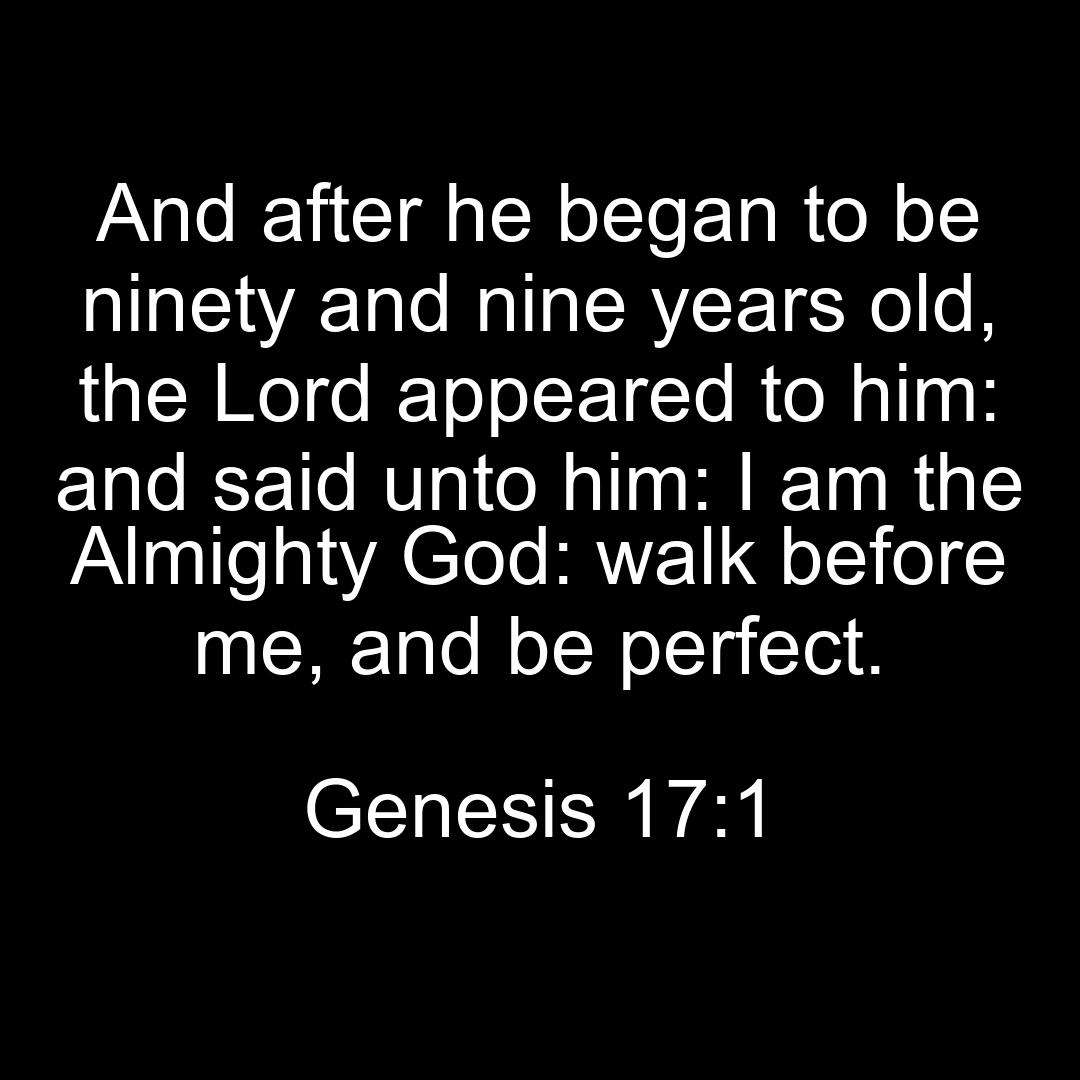 And after he began to be
ninety and nine years old,
the Lord appeared to him:
and said unto him: I am the
Almighty God: walk before
me, and be perfect.
Genesis 17:1